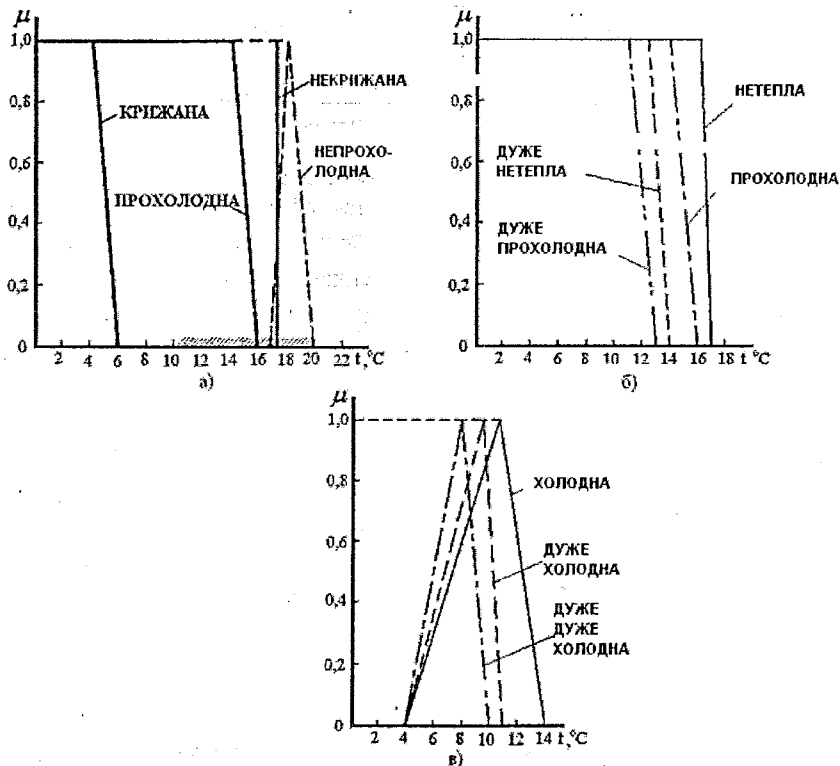 μ
1,0
0,8
0,6
0,4
0,2
0
КРИЖАНА
ПРОХОЛОДНА
НЕКРИЖАНА
НЕПРОХО-
ЛОДНА
2 4 6 8 10 12 14 16 18 20 22 t,°C
а)
μ
1,0
0,8
0,6
0,4
0,2
0
НЕТЕПЛА
ДУЖЕ
НЕТЕПЛА
ПРОХОЛОДНА
ДУЖЕ
ПРОХОЛОДНА
2 4 6 8 10 12 14 16 18 t °C
б)
μ
1,0
0,8
0,6
0,4
0,2
0
ХОЛОДНА
ДУЖЕ
ХОЛОДНА
ДУЖЕ
ДУЖЕ
ХОЛОДНА
2 4 6 8 10 12 14 t,°C
в)